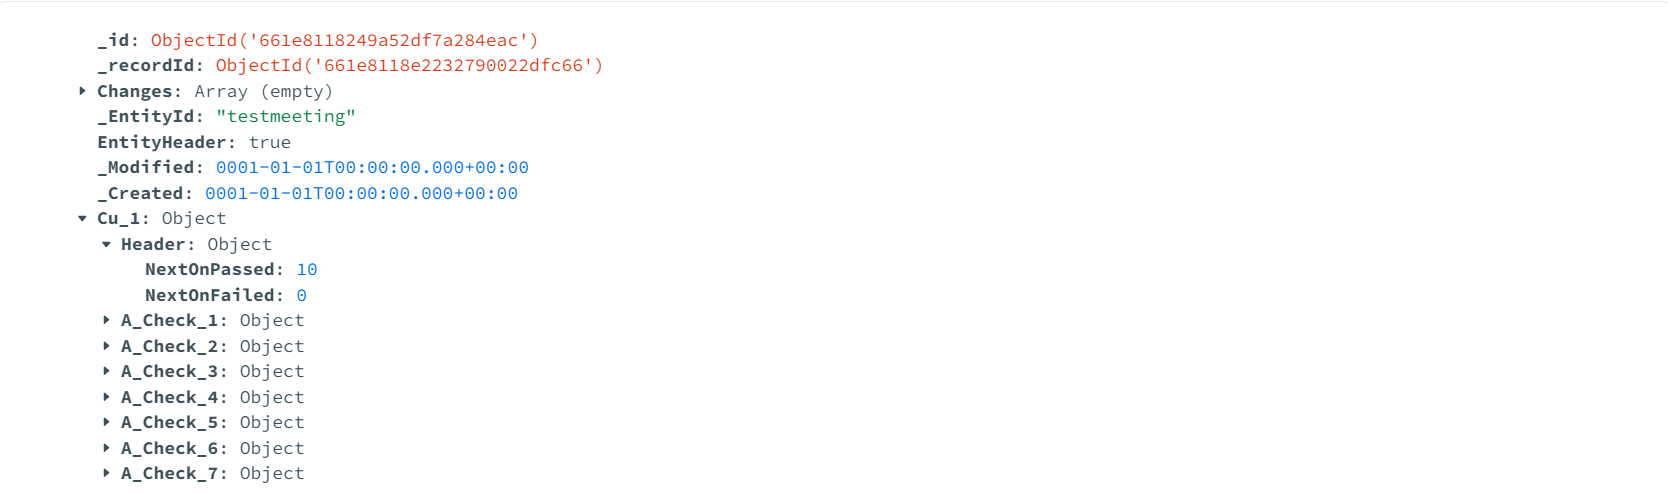 _id: ObjectId('661e8118249a52df7a284eac')
_recordId: ObjectId('661e8118e2232790022dfc66')
Changes: Array (empty)
_EntityId: "testmeeting"
EntityHeader: true
_Modified: 0001-01-01T00:00:00.000+00:00
_Created: 0001-01-01T00:00:00.000+00:00
Cu_1: Object
Header: Object
NextOnPassed: 10
NextOnFailed: 0
A_Check_1: Object
A_Check_2: Object
A_Check_3: Object
A_Check_4: Object
A_Check_5: Object
A_Check_6: Object
A_Check_7: Object